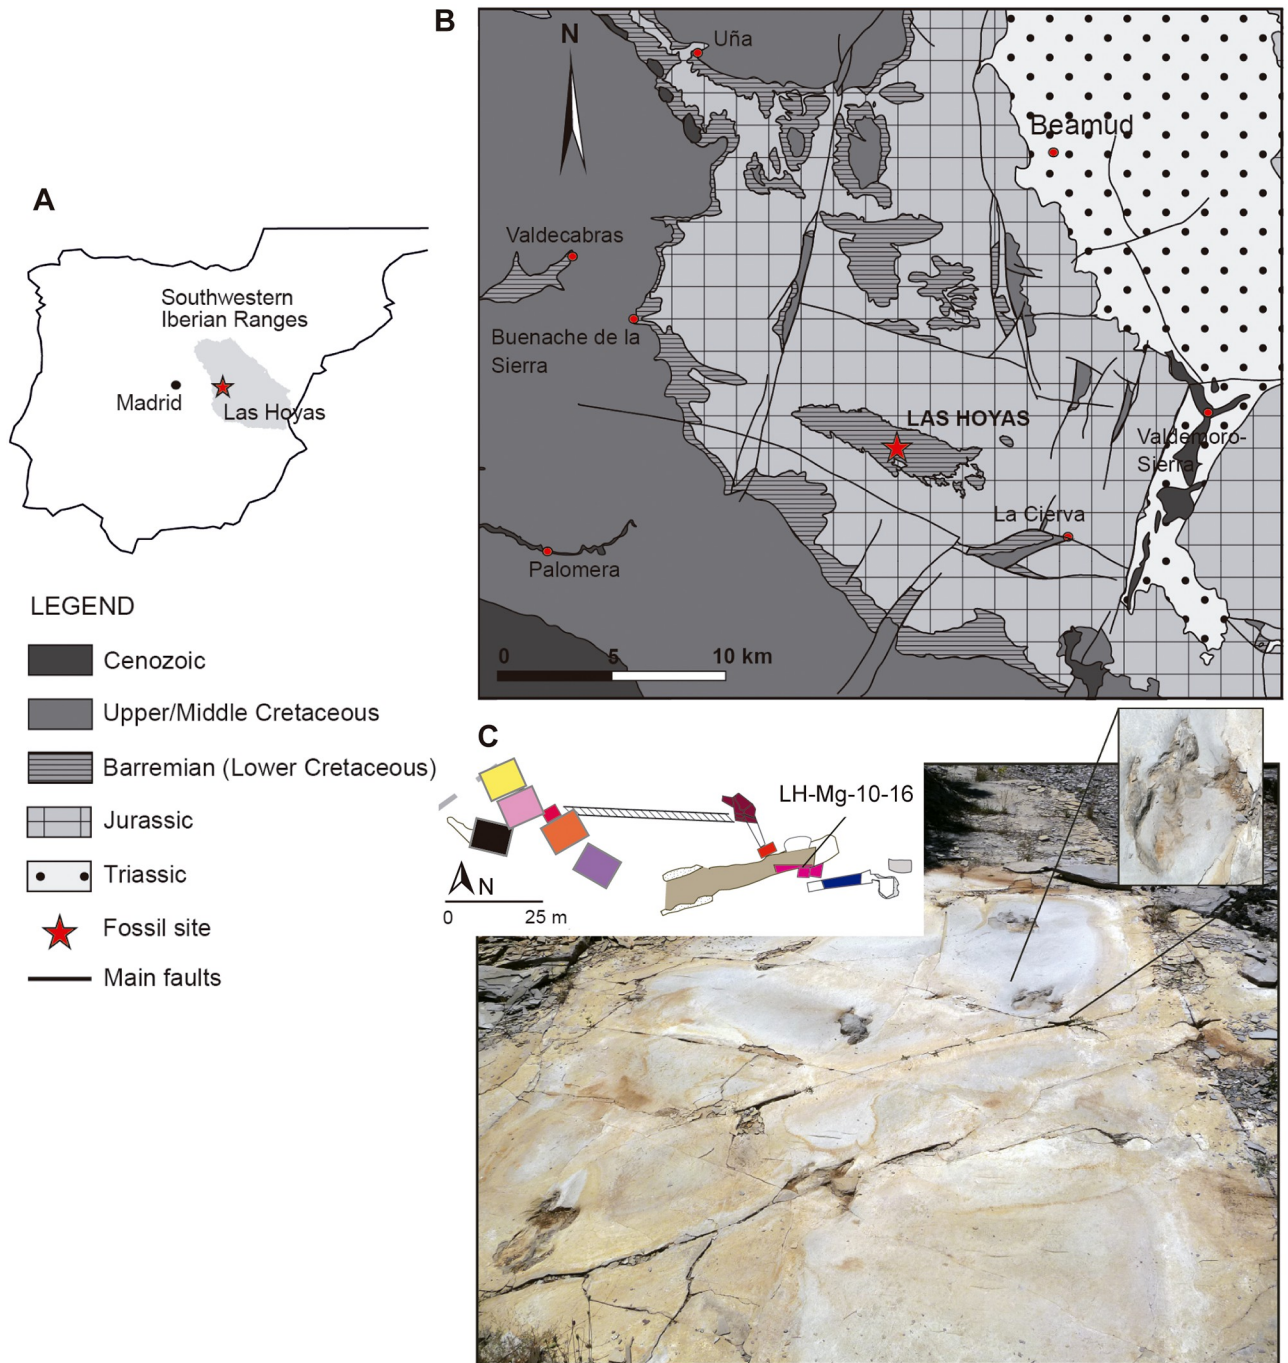 A
Southwestern
Iberian Ranges
Madrid
Las Hoyas
LEGEND
Cenozoic
Upper/Middle Cretaceous
Barremian (Lower Cretaceous)
Jurassic
Triassic
Fossil site
Main faults
B
N
Uña
Beamud
Valdecabras
Buenache de la
Sierra
LAS HOYAS
Valdemoro-
Sierra
La Cierva
Palomera
0 5 10 km
C
LH-Mg-10-16
N
0 25 m